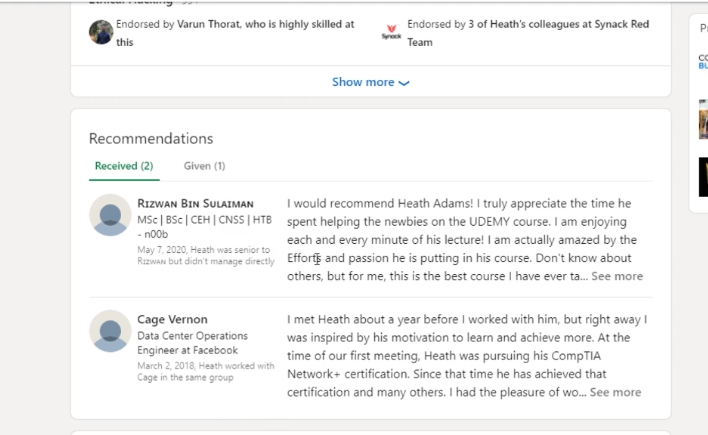 Endorsed by Varun Thorat, who is highly skilled at
this
Synack
Endorsed by 3 of Heath's colleagues at Synack Red
Team
Show more
Recommendations
Received (2)
Given (1)
Rizwan Bin Sulaiman
MSc | BSc | CEH | CNSS | HTB
- n00b
May 7, 2020, Heath was senior to
Rizwan but didn't manage directly
I would recommend Heath Adams! I truly appreciate the time he
spent helping the newbies on the UDEMY course. I am enjoying
each and every minute of his lecture! I am actually amazed by the
Efforts and passion he is putting in his course. Don't know about
others, but for me, this is the best course I have ever ta... See more
Cage Vernon
Data Center Operations
Engineer at Facebook
March 2, 2018, Heath worked with
Cage in the same group
I met Heath about a year before I worked with him, but right away I
was inspired by his motivation to learn and achieve more. At the
time of our first meeting, Heath was pursuing his CompTIA
Network+ certification. Since that time he has achieved that
certification and many others. I had the pleasure of wo... See more